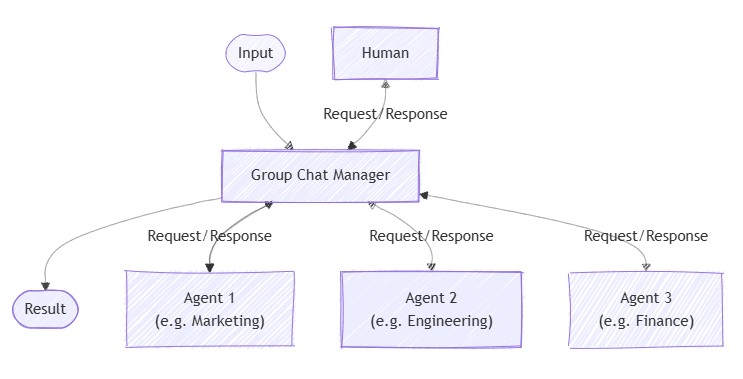 Input
Human
Request/Response
Group Chat Manager
Request/Response
Request/Response
Request/Response
Result
Agent 1
(e.g. Marketing)
Agent 2
(e.g. Engineering)
Agent 3
(e.g. Finance)